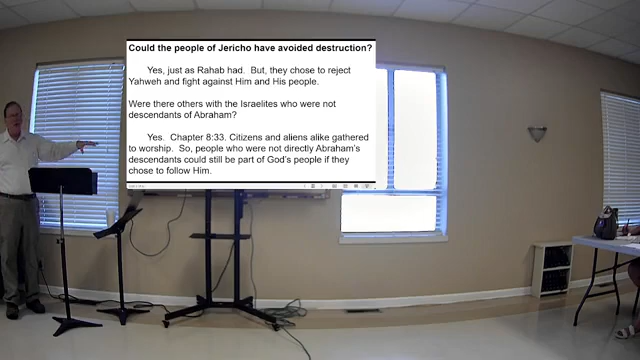 Could the people of Jericho have avoided destruction?
Yes, just as Rahab had. But, they chose to reject
Yahweh and fight against Him and His people.
Were there others with the Israelites who were not
descendants of Abraham?
Yes. Chapter 8:33. Citizens and aliens alike gathered
to worship. So, people who were not directly Abraham's
descendants could still be part of God's people if they
chose to follow Him.